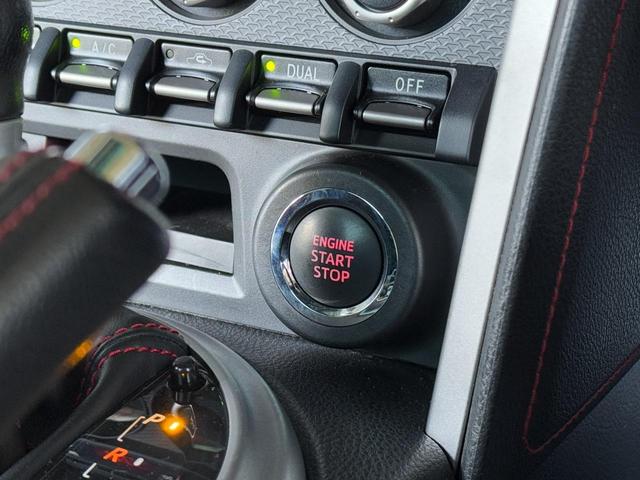 A/C
DUAL
OFF
ENGINE
START
STOP
P
R